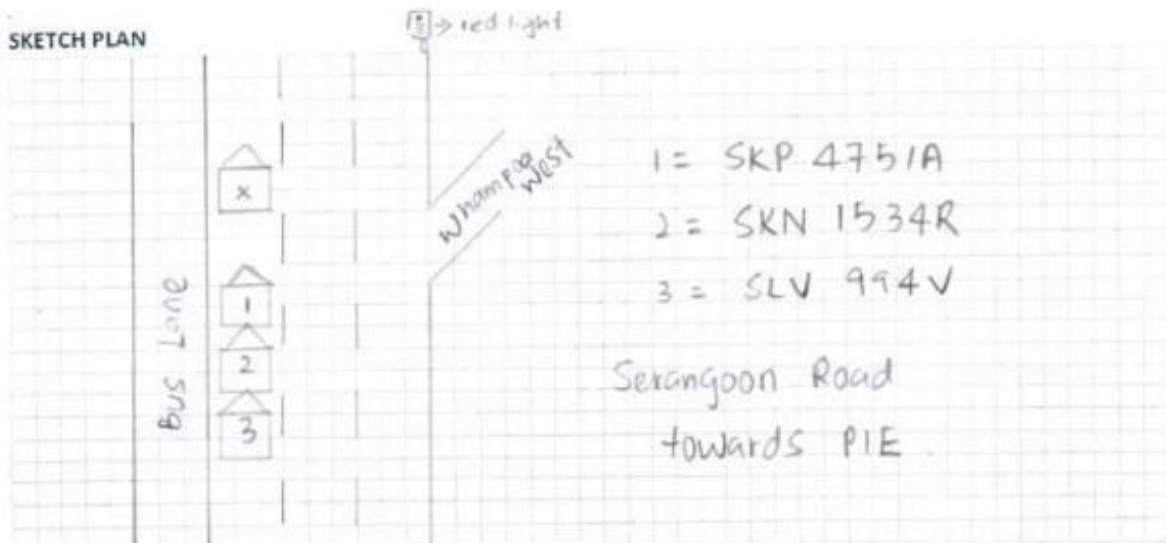 → red light
SKETCH PLAN
x
Whampoa
West
1 = SKP 4751A
2 = SKN 1534R
3 = SLV 994V
Bus Lane
1
2
3
Serangoon Road
towards PIE.